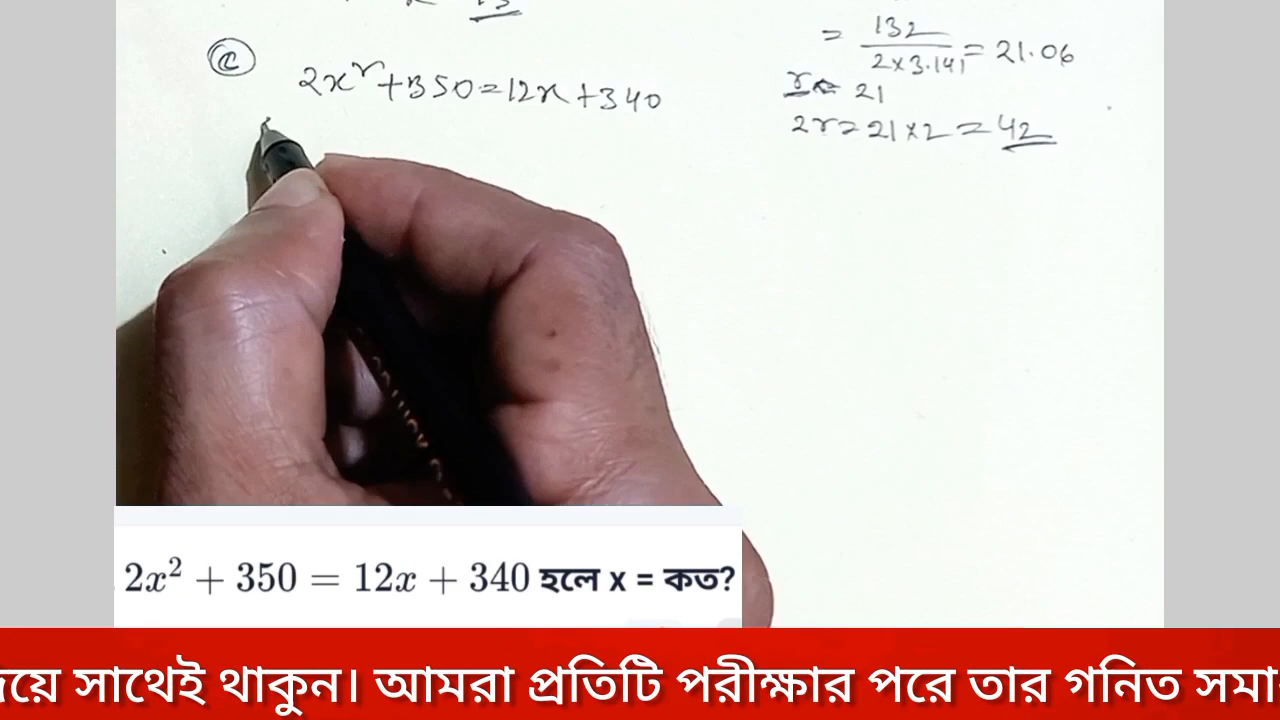 = 132 / 2×3.141 = 21.06
r = 21
2r = 21×2 = 42
2x² + 350 = 12x + 340
2x² + 350 = 12x + 340 হলে x = কত?
য়ে সাথেই থাকুন। আমরা প্রতিটি পরীক্ষার পরে তার গনিত সমা